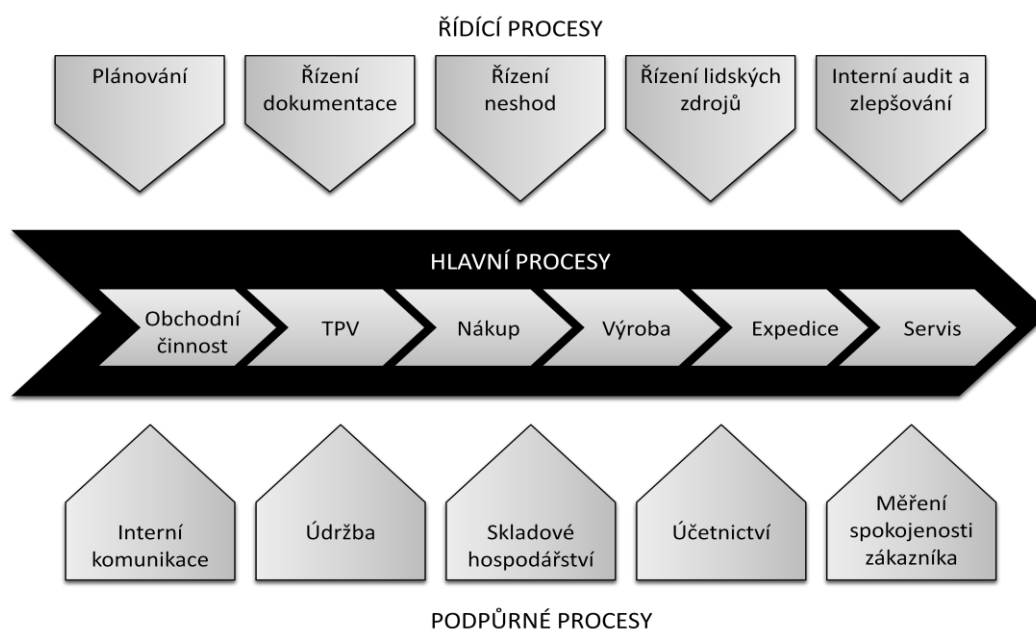 ŘÍDÍCÍ PROCESY
Plánování
Řízení
dokumentace
Řízení
neshod
Řízení lidských
zdrojů
Interní audit a
zlepšování
HLAVNÍ PROCESY
Obchodní
činnost
TPV
Nákup
Výroba
Expedice
Servis
Interní
komunikace
Údržba
Skladové
hospodářství
Účetnictví
Měření
spokojenosti
zákazníka
PODPŮRNÉ PROCESY